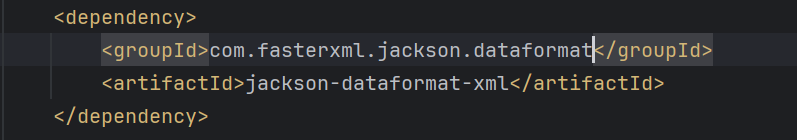 <dependency>
<groupId>com.fasterxml.jackson.dataformat</groupId>
<artifactId>jackson-dataformat-xml</artifactId>
</dependency>